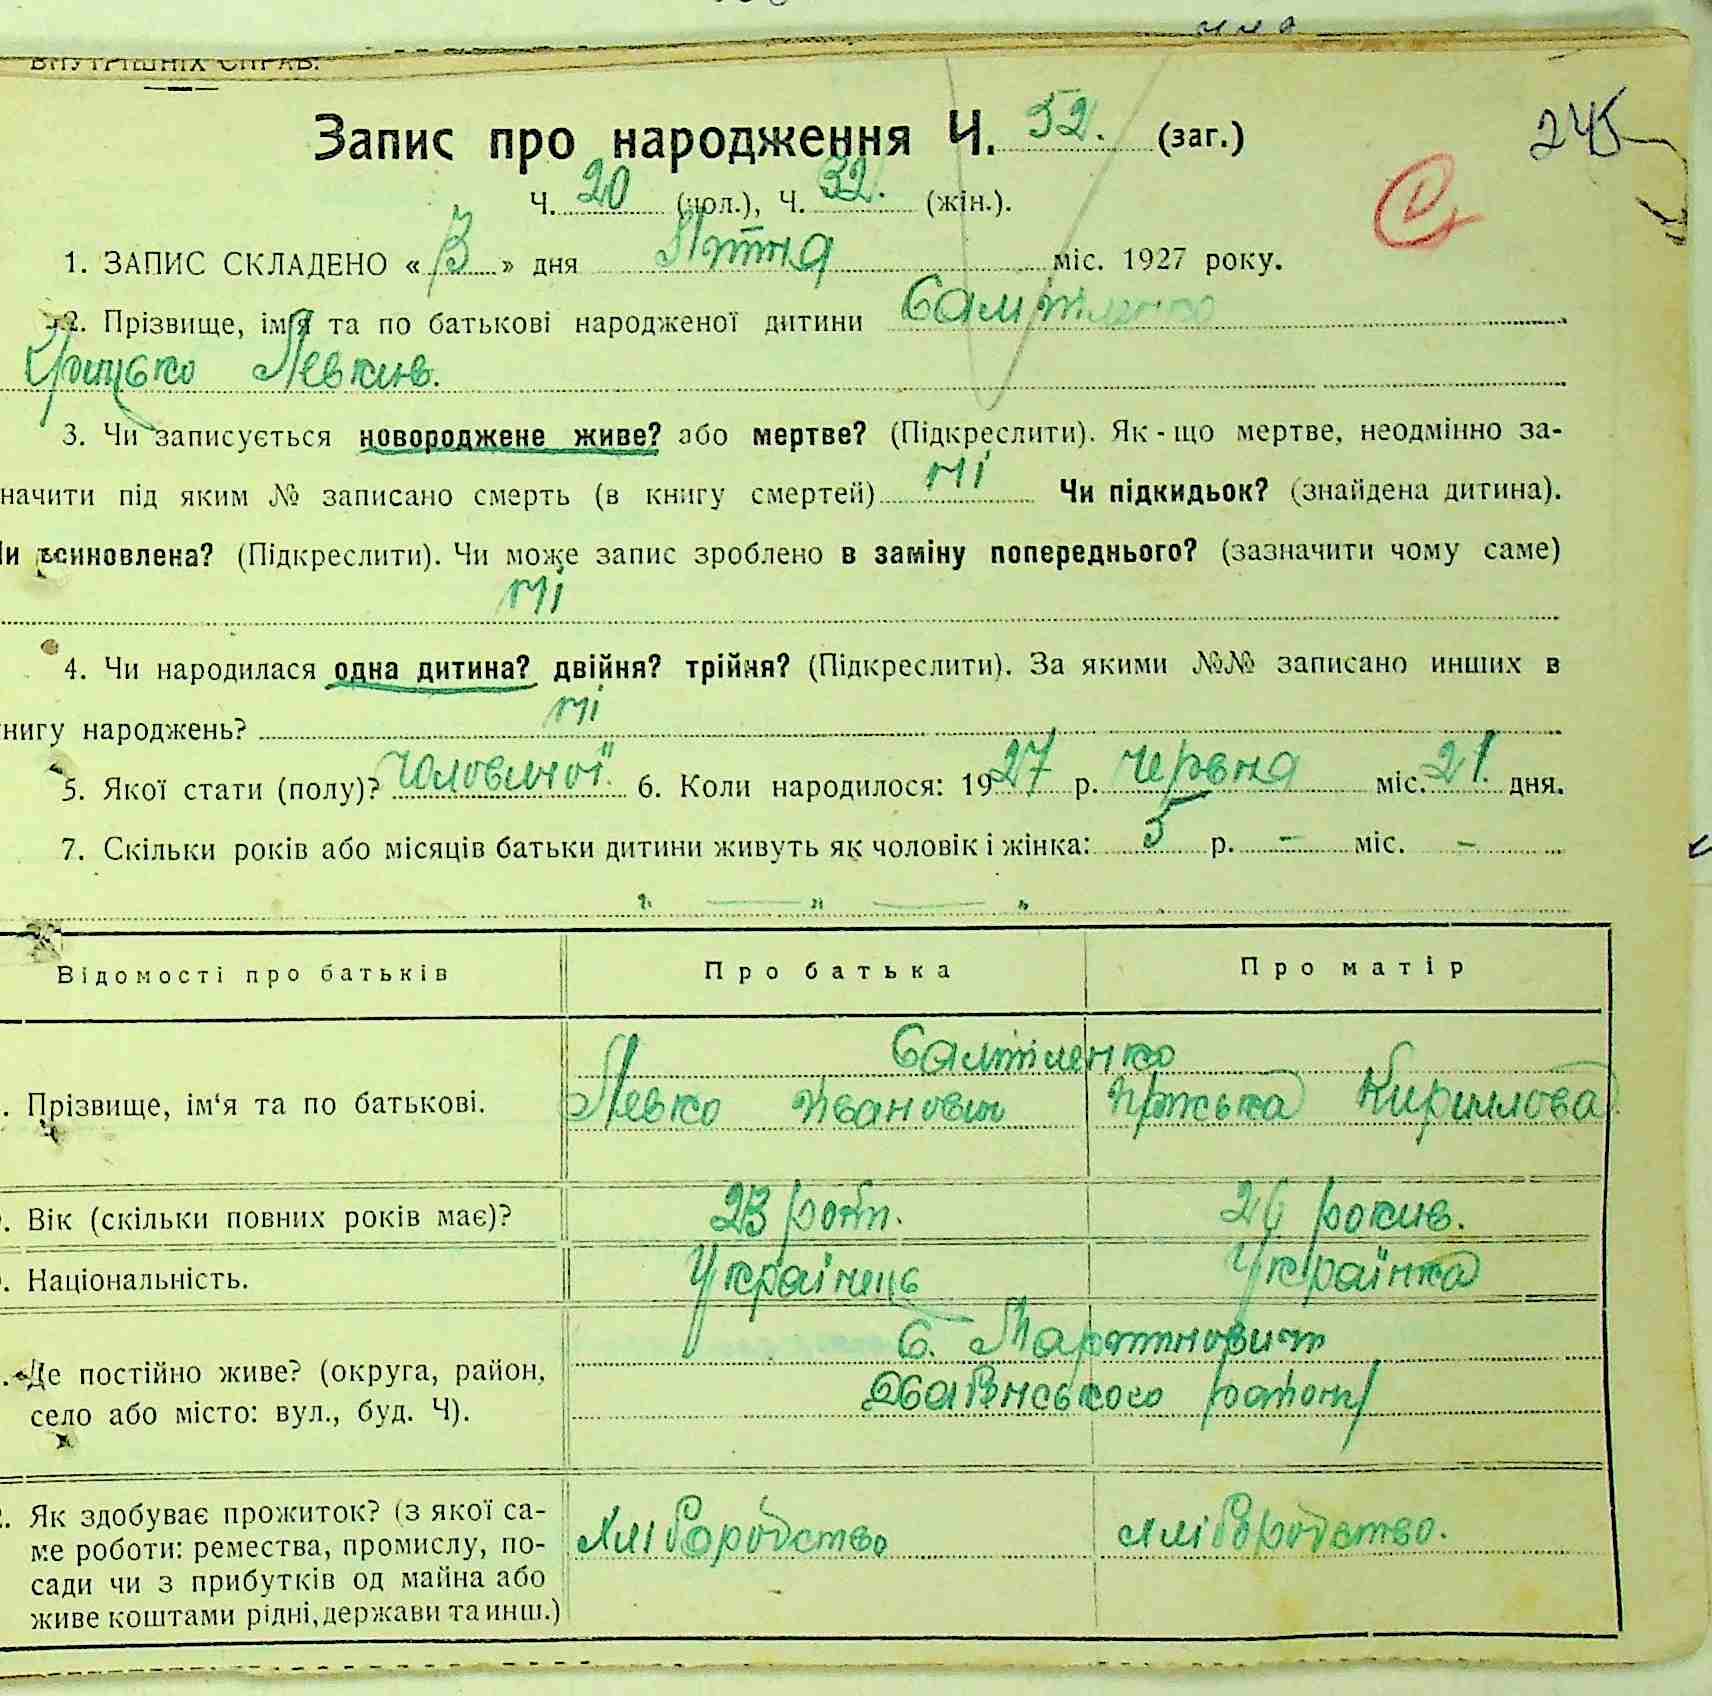 ВНУТРІШНІХ СПРАВ.
Запис про народження Ч. 52. (заг.)
245
Ч. 20 (чол.), Ч. 32. (жін.).
1. ЗАПИС СКЛАДЕНО « » дня міс. 1927 року.
2. Прізвище, ім'я та по батькові народженої дитини
Грицько Левков.
3. Чи записується новороджене живе? або мертве? (Підкреслити). Як-що мертве, неодмінно за-
начити під яким № записано смерть (в книгу смертей) ні Чи підкидьок? (знайдена дитина).
Чи всиновлена? (Підкреслити). Чи може запис зроблено в заміну попереднього? (зазначити чому саме)
ні
4. Чи народилася одна дитина? двійня? трійня? (Підкреслити). За якими №№ записано инших в
книгу народжень? ні
5. Якої стати (полу)? Чоловічої. 6. Коли народилося: 1927 р. червня міс. 21 дня.
7. Скільки років або місяців батьки дитини живуть як чоловік і жінка: 5 р. – міс. –
Відомості про батьків Про батька Про матір
. Прізвище, ім'я та по батькові. Левко Іванович Кирилова
. Вік (скільки повних років має)? 23 26 років.
. Національність. Українець Українка
. Де постійно живе? (округа, район, село або місто: вул., буд. Ч). С. району
. Як здобуває прожиток? (з якої са-
ме роботи: ремества, промислу, по-
сади чи з прибутків од майна або
живе коштами рідні, держави та инш.)
хліборобство хліборобство.